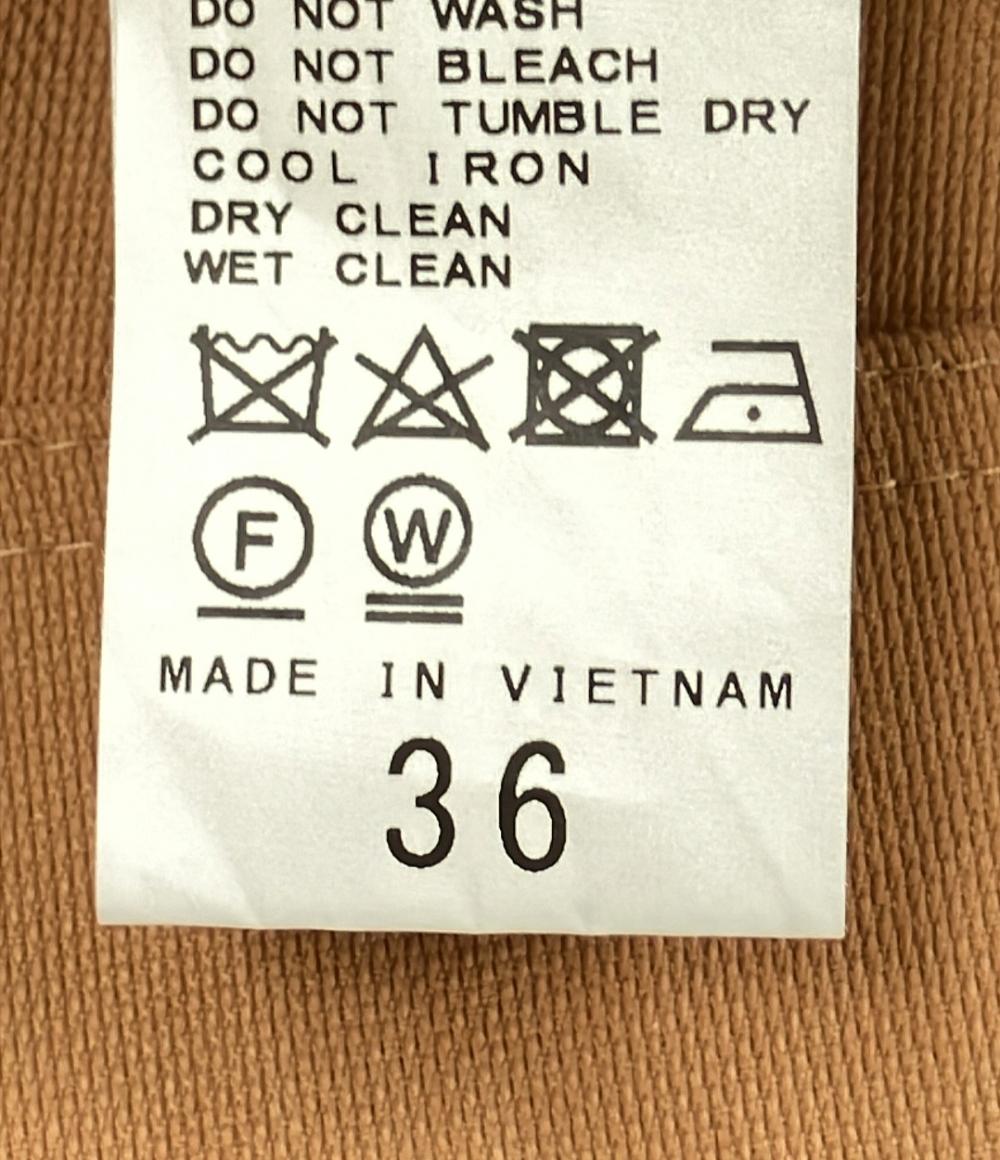 DO NOT WASH
DO NOT BLEACH
DO NOT TUMBLE DRY
COOL IRON
DRY CLEAN
WET CLEAN
F W
MADE IN VIETNAM
36